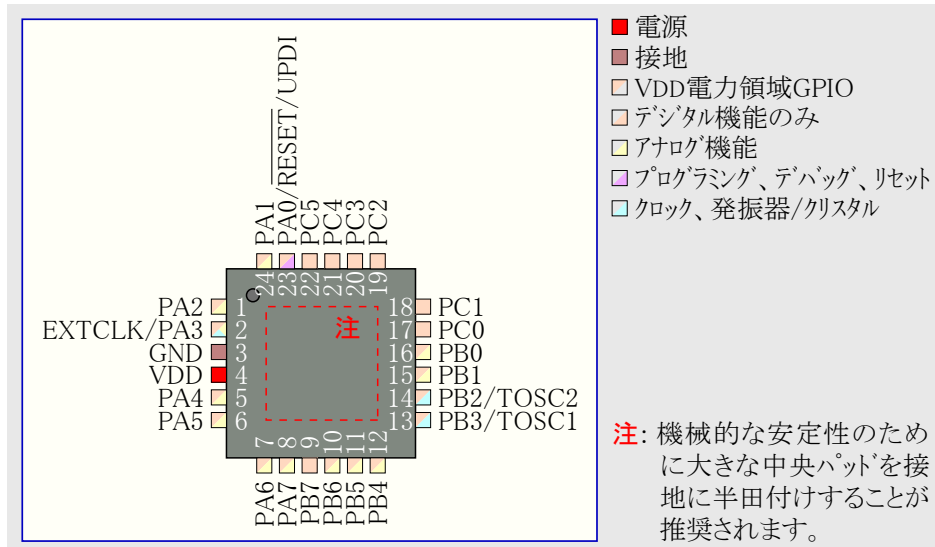 PA1
PA0/RESET/UPDI
PC5
PC4
PC3
PC2
24
23
22
21
20
19
PA2 1
EXTCLK/PA3 2
GND 3
VDD 4
PA4 5
PA5 6
注
18 PC1
17 PC0
16 PB0
15 PB1
14 PB2/TOSC2
13 PB3/TOSC1
7
8
9
10
11
12
PA6
PA7
PB7
PB6
PB5
PB4
電源
接地
VDD電力領域GPIO
ﾃﾞｼﾞﾀﾙ機能のみ
ｱﾅﾛｸﾞ機能
ﾌﾟﾛｸﾞﾗﾐﾝｸﾞ、ﾃﾞﾊﾞｯｸﾞ、ﾘｾｯﾄ
ｸﾛｯｸ、発振器/ｸﾘｽﾀﾙ
注: 機械的な安定性のため
に大きな中央ﾊﾟｯﾄﾞを接
地に半田付けすることが
推奨されます。